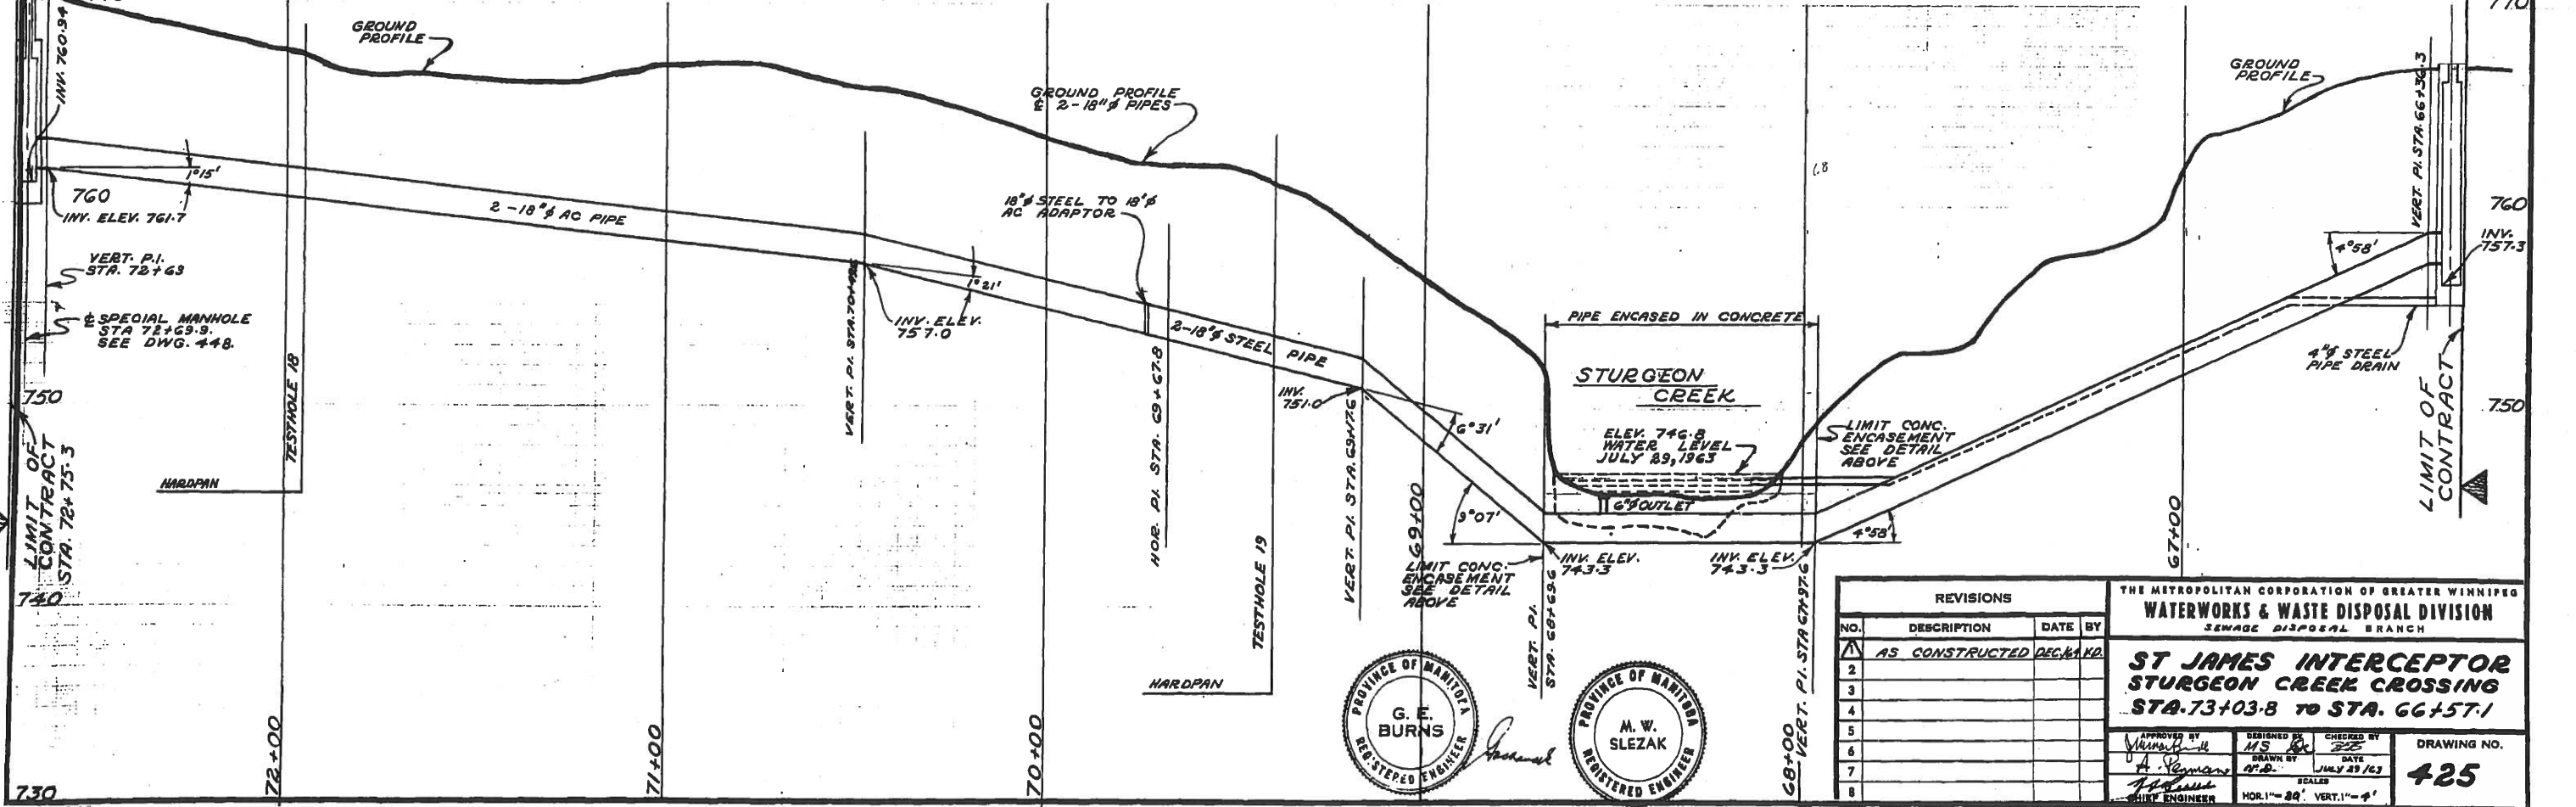 INV. 760.94
GROUND
PROFILE
GROUND PROFILE
℄ 2-18"ø PIPES
GROUND
PROFILE
770
VERT. P.I. STA. 66+36.3
1°15'
760
INV. ELEV. 761.7
2-18"ø AC PIPE
18"ø STEEL TO 18"ø
AC ADAPTOR
760
4°58'
INV.
757.3
VERT. P.I.
STA. 72+63
℄ SPECIAL MANHOLE
STA 72+69.9.
SEE DWG. 448.
1°21'
INV. ELEV.
757.0
2-18"ø STEEL PIPE
PIPE ENCASED IN CONCRETE
4"ø STEEL
PIPE DRAIN
750
INV.
751.0
STURGEON
CREEK
750
6°31'
ELEV. 746.8
WATER LEVEL
JULY 29, 1963
LIMIT CONC.
ENCASEMENT
SEE DETAIL
ABOVE
LIMIT OF
CONTRACT
LIMIT OF
CONTRACT
STA. 72+75.3
TESTHOLE 18
HARDPAN
VERT. P.I. STA.
HOR. P.I. STA. 69+67.8
TESTHOLE 19
HARDPAN
VERT. P.I. STA. 69+17.6
6"ø OUTLET
9°07'
4°58'
INV. ELEV.
743.3
INV. ELEV.
743.3
LIMIT CONC.
ENCASEMENT
SEE DETAIL
ABOVE
VERT. P.I.
STA. 68+69.6
VERT. P.I. STA 67+97.6
740
730
72+00
71+00
70+00
69+00
68+00
67+00
PROVINCE OF MANITOBA
G. E.
BURNS
REGISTERED ENGINEER
PROVINCE OF MANITOBA
M. W.
SLEZAK
REGISTERED ENGINEER
REVISIONS
NO. DESCRIPTION DATE BY
1 AS CONSTRUCTED DEC/64 K.D.
2
3
4
5
6
7
8
THE METROPOLITAN CORPORATION OF GREATER WINNIPEG
WATERWORKS & WASTE DISPOSAL DIVISION
SEWAGE DISPOSAL BRANCH
ST JAMES INTERCEPTOR
STURGEON CREEK CROSSING
STA. 73+03.8 TO STA. 66+57.1
APPROVED BY
DESIGNED BY
MS
CHECKED BY
DRAWN BY
DATE
JULY 29/63
CHIEF ENGINEER
SCALES
HOR. 1"=20' VERT. 1"=4'
DRAWING NO.
425